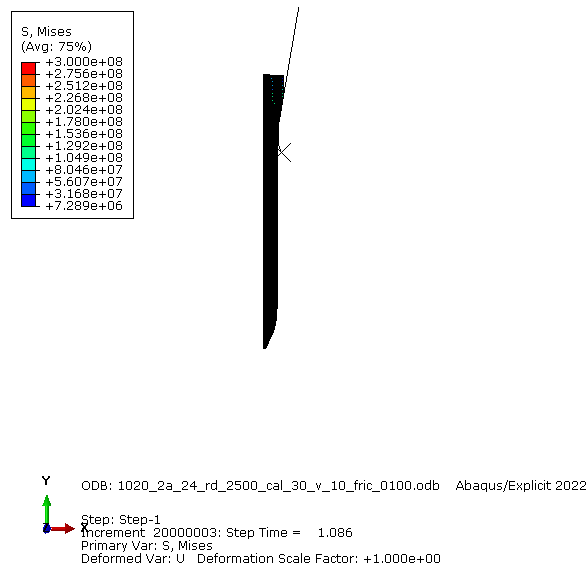 S, Mises
(Avg: 75%)
+3.000e+08
+2.756e+08
+2.512e+08
+2.268e+08
+2.024e+08
+1.780e+08
+1.536e+08
+1.292e+08
+1.049e+08
+8.046e+07
+5.607e+07
+3.168e+07
+7.289e+06
Y
ODB: 1020_2a_24_rd_2500_cal_30_v_10_fric_0100.odb Abaqus/Explicit 2022
Step: Step-1
X
Increment 20000003: Step Time = 1.086
Primary Var: S, Mises
Deformed Var: U Deformation Scale Factor: +1.000e+00